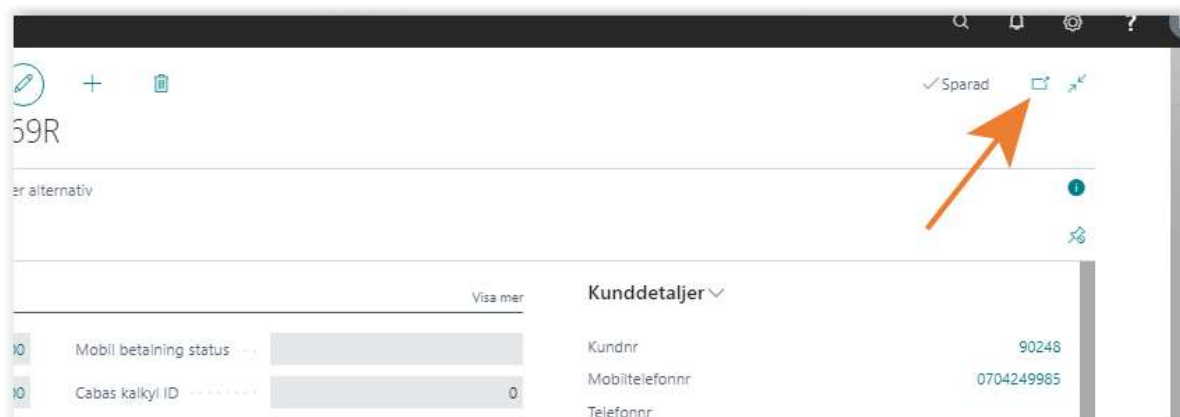 ?
Sparad
69R
er alternativ
Visa mer
Kunddetaljer
00 Mobil betalning status
Kundnr 90248
00 Cabas kalkyl ID 0
Mobiltelefonnr 0704249985
Telefonnr